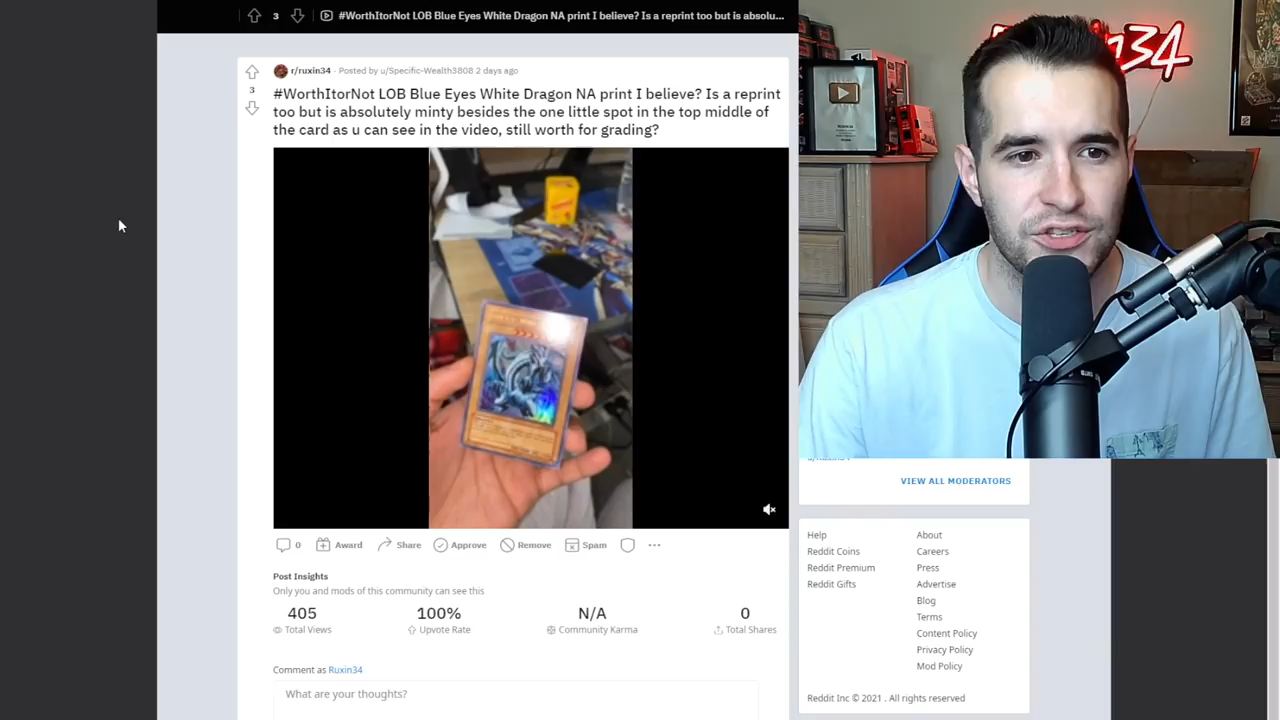 3
#WorthItorNot LOB Blue Eyes White Dragon NA print I believe? Is a reprint too but is absolu...
r/ruxin34 · Posted by u/Specific-Wealth3808 2 days ago
3
#WorthItorNot LOB Blue Eyes White Dragon NA print I believe? Is a reprint
too but is absolutely minty besides the one little spot in the top middle of
the card as u can see in the video, still worth for grading?
0
Award
Share
Approve
Remove
Spam
Post Insights
Only you and mods of this community can see this
405
Total Views
100%
Upvote Rate
N/A
Community Karma
0
Total Shares
Comment as Ruxin34
What are your thoughts?
VIEW ALL MODERATORS
Help
About
Reddit Coins
Careers
Reddit Premium
Press
Reddit Gifts
Advertise
Blog
Terms
Content Policy
Privacy Policy
Mod Policy
Reddit Inc © 2021 . All rights reserved